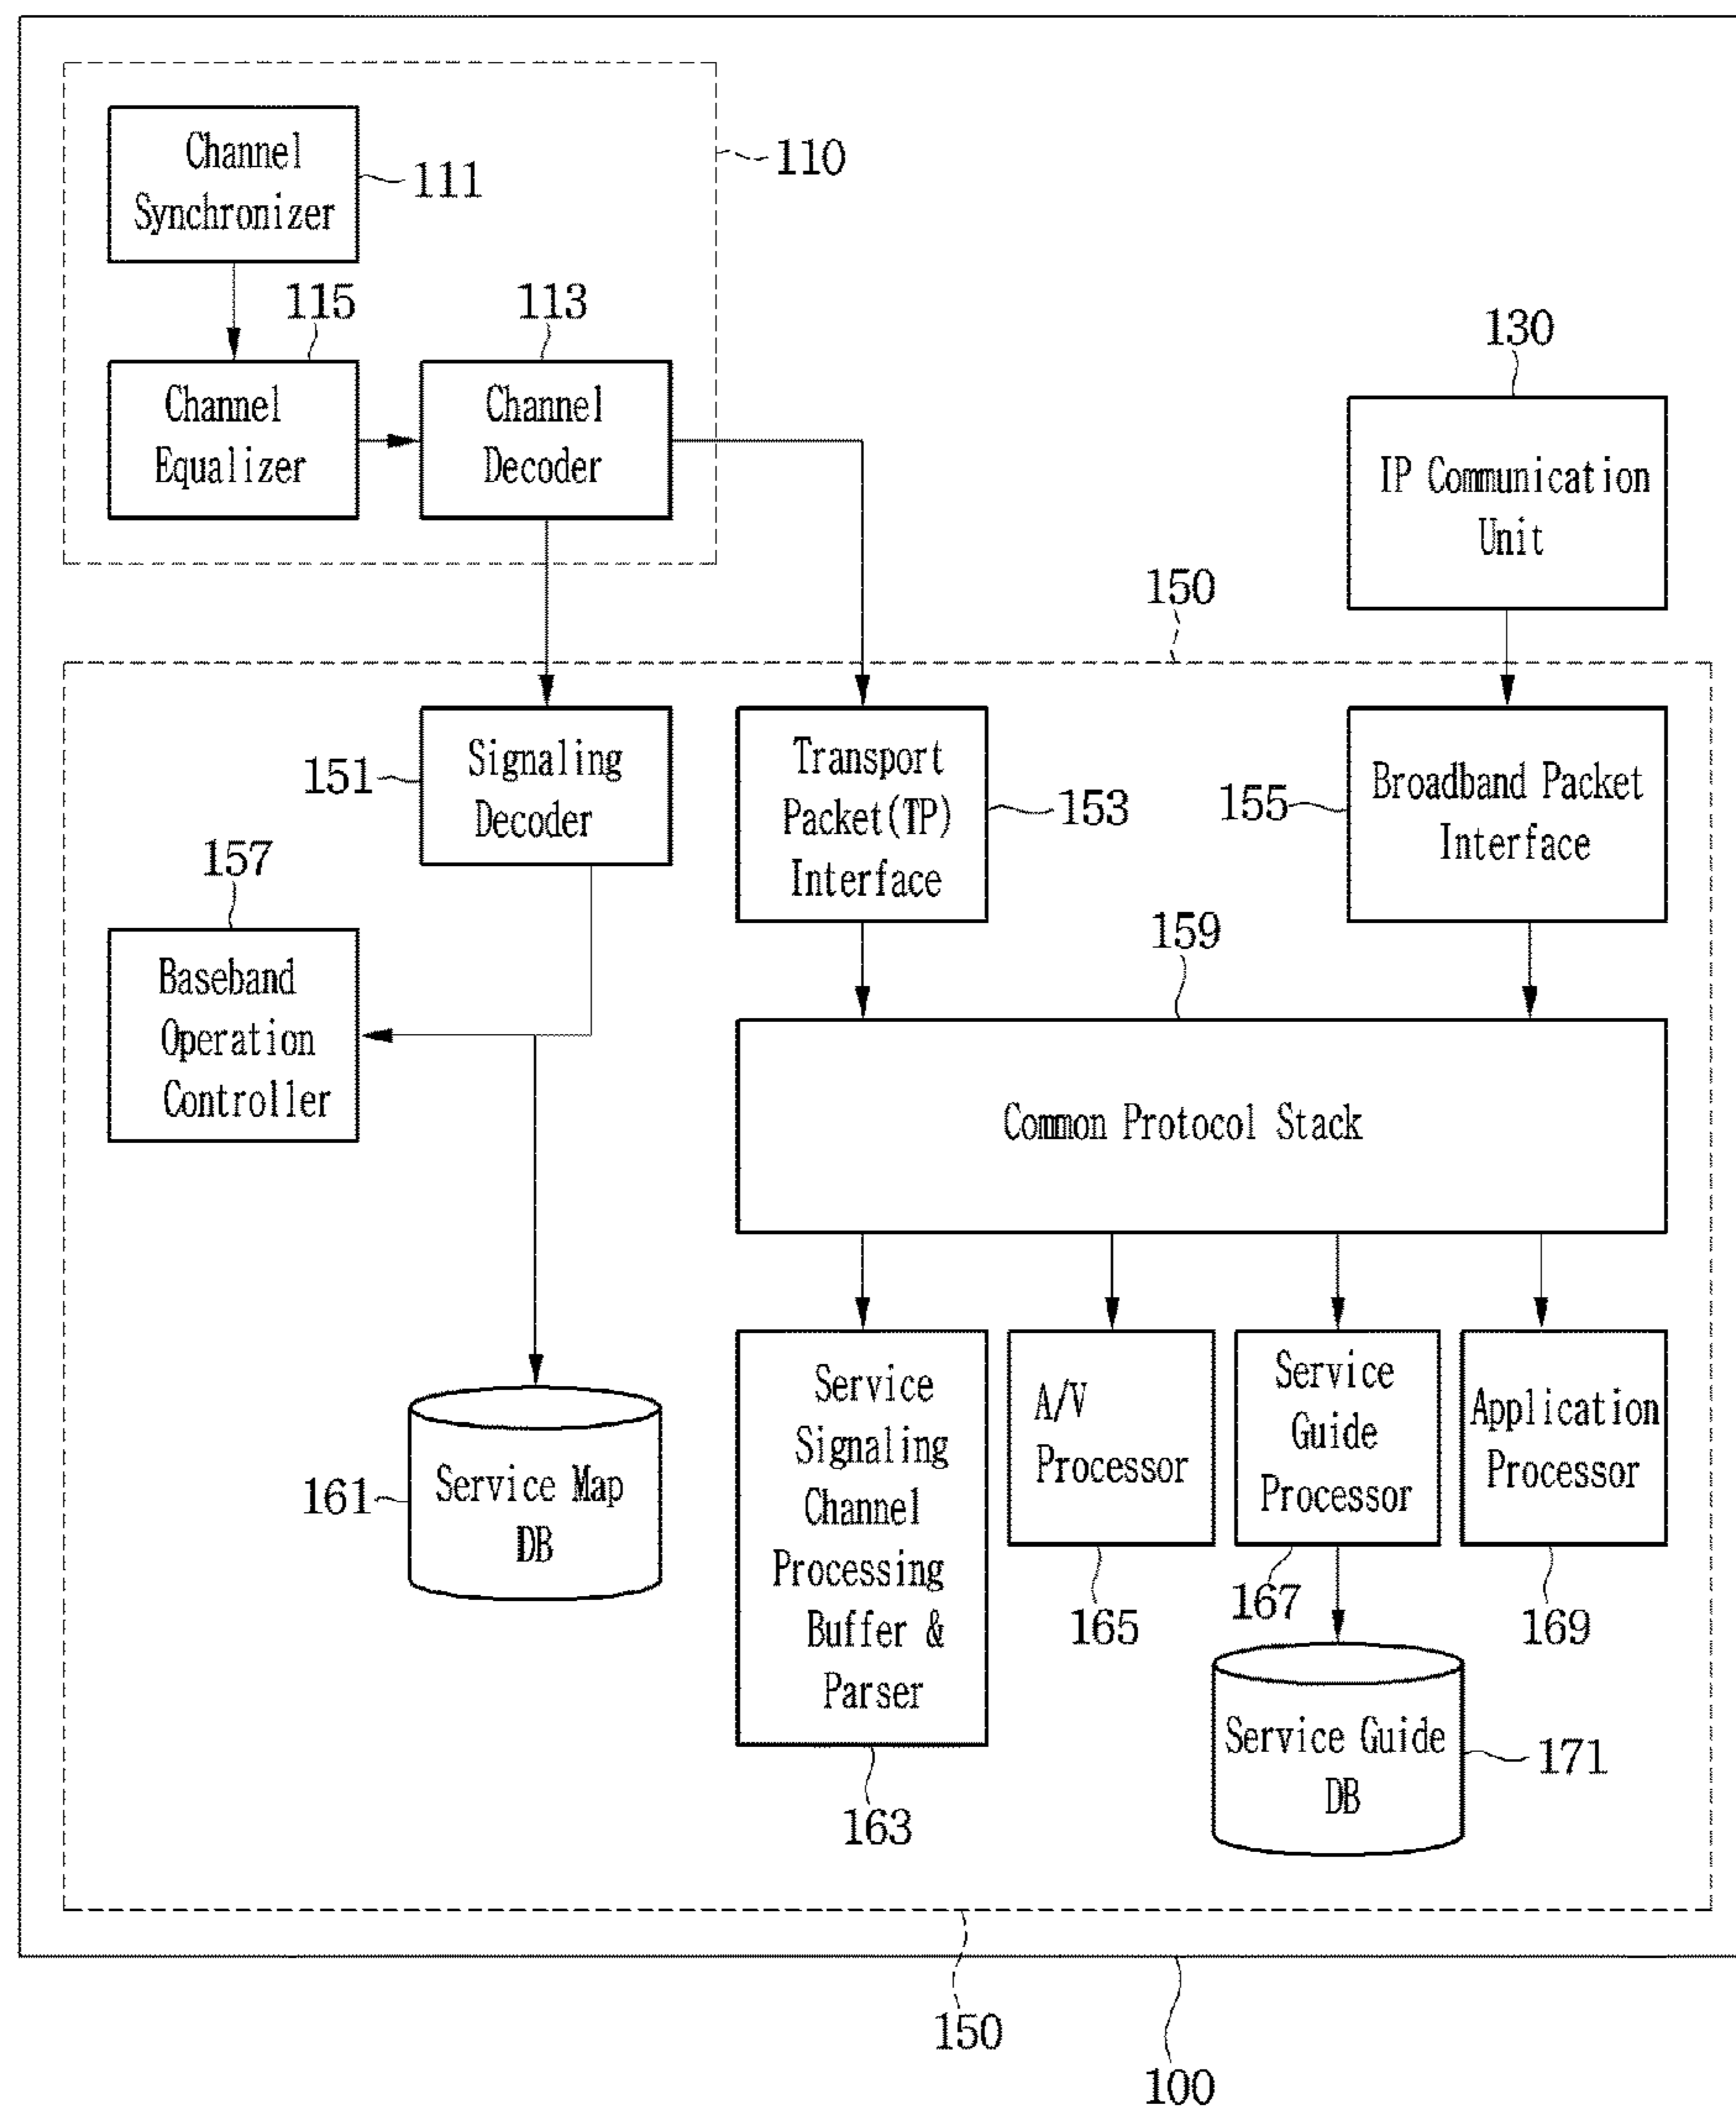 Channel
Synchronizer
111
110
115
113
Channel
Equalizer
Channel
Decoder
130
IP Communication
Unit
150
151
Signaling
Decoder
Transport
Packet(TP)
Interface
153
155
Broadband Packet
Interface
157
Baseband
Operation
Controller
159
Common Protocol Stack
161
Service Map
DB
Service
Signaling
Channel
Processing
Buffer &
Parser
163
A/V
Processor
165
Service
Guide
Processor
167
Application
Processor
169
Service Guide
DB
171
150
100